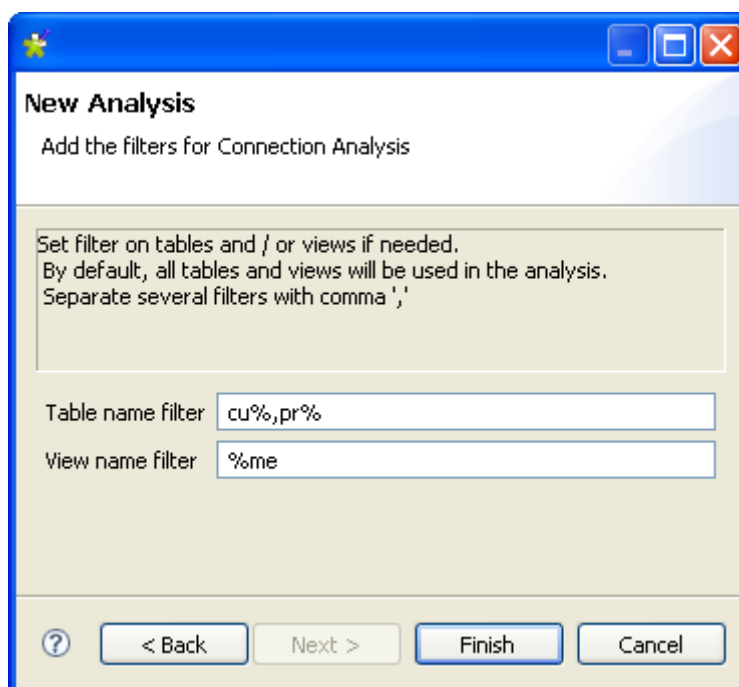 New Analysis
Add the filters for Connection Analysis
Set filter on tables and / or views if needed.
By default, all tables and views will be used in the analysis.
Separate several filters with comma ','
Table name filter cu%,pr%
View name filter %me
? < Back Next > Finish Cancel